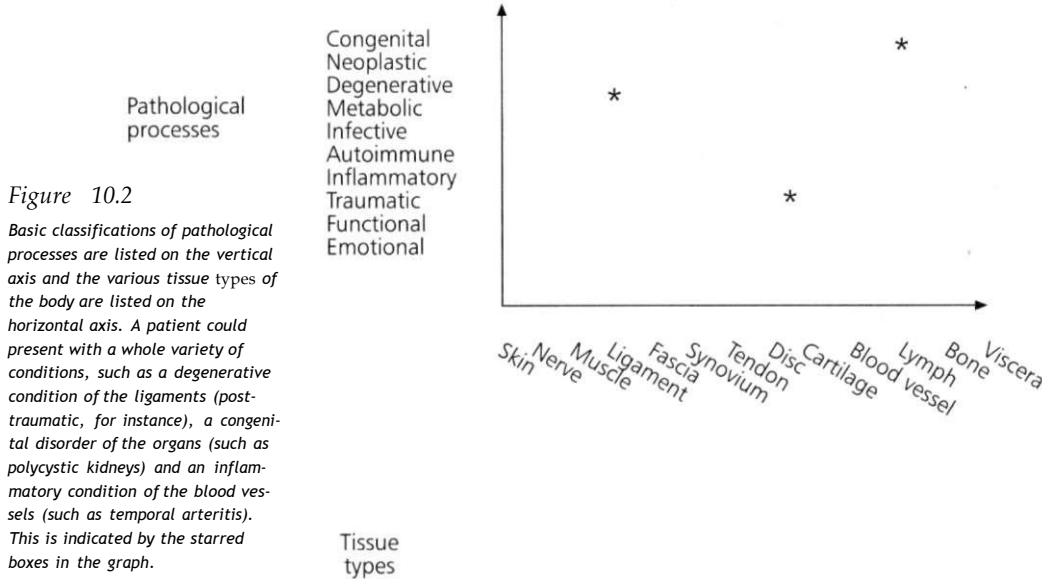 Congenital
Neoplastic
Degenerative
Metabolic
Infective
Autoimmune
Inflammatory
Traumatic
Functional
Emotional
Pathological
processes
Figure 10.2
Basic classifications of pathological
processes are listed on the vertical
axis and the various tissue types of
the body are listed on the
horizontal axis. A patient could
present with a whole variety of
conditions, such as a degenerative
condition of the ligaments (post-
traumatic, for instance), a congeni-
tal disorder of the organs (such as
polycystic kidneys) and an inflam-
matory condition of the blood ves-
sels (such as temporal arteritis).
This is indicated by the starred
boxes in the graph.
*
*
*
Skin
Nerve
Muscle
Ligament
Fascia
Synovium
Tendon
Disc
Cartilage
Blood vessel
Lymph
Bone
Viscera
Tissue
types